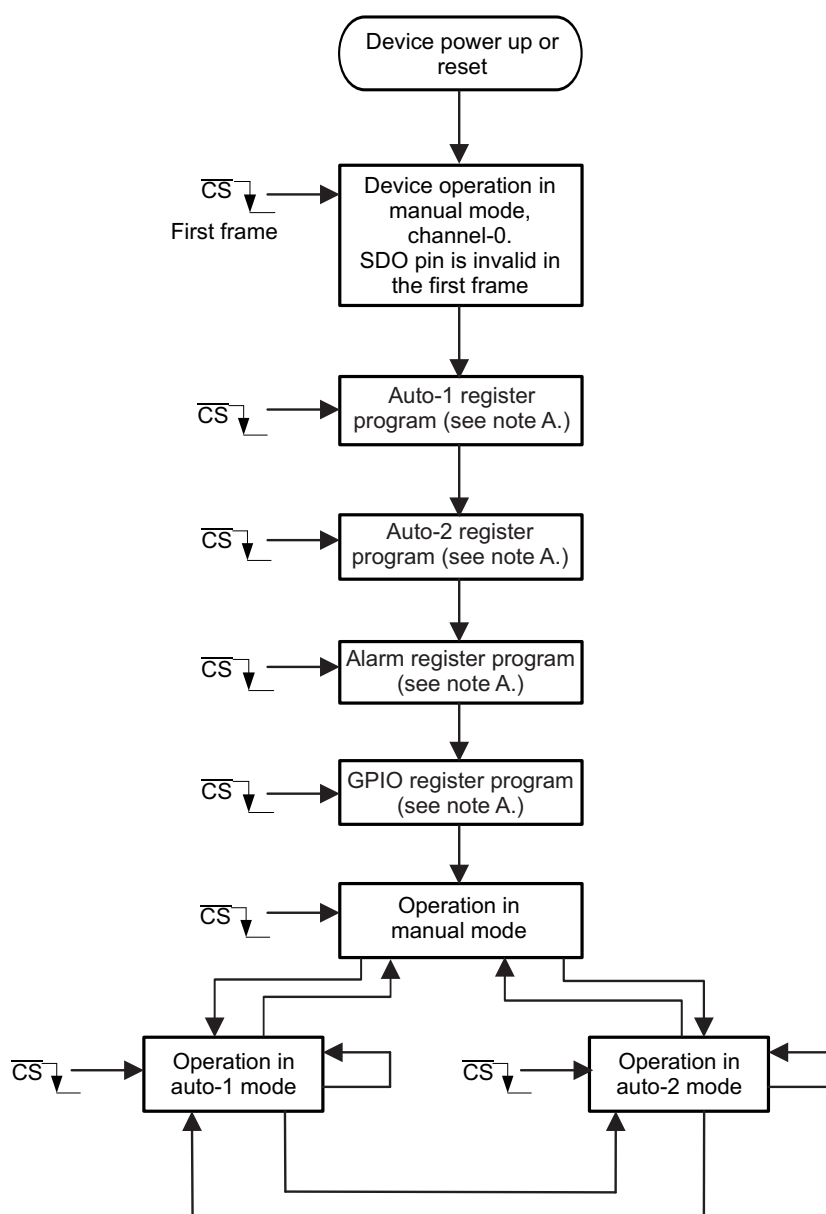 Device power up or
reset
CS
First frame
Device operation in
manual mode,
channel-0.
SDO pin is invalid in
the first frame
CS
Auto-1 register
program (see note A.)
CS
Auto-2 register
program (see note A.)
CS
Alarm register program
(see note A.)
CS
GPIO register program
(see note A.)
CS
Operation in
manual mode
CS
Operation in
auto-1 mode
CS
Operation in
auto-2 mode